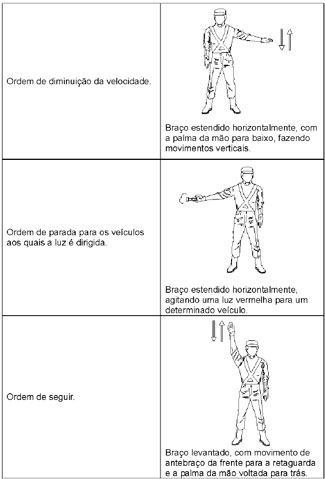 Ordem de diminuição da velocidade.
Braço estendido horizontalmente, com
a palma da mão para baixo, fazendo
movimentos verticais.
Ordem de parada para os veículos
aos quais a luz é dirigida.
Braço estendido horizontalmente,
agitando uma luz vermelha para um
determinado veículo.
Ordem de seguir.
Braço levantado, com movimento de
antebraço da frente para a retaguarda
e a palma da mão voltada para trás.